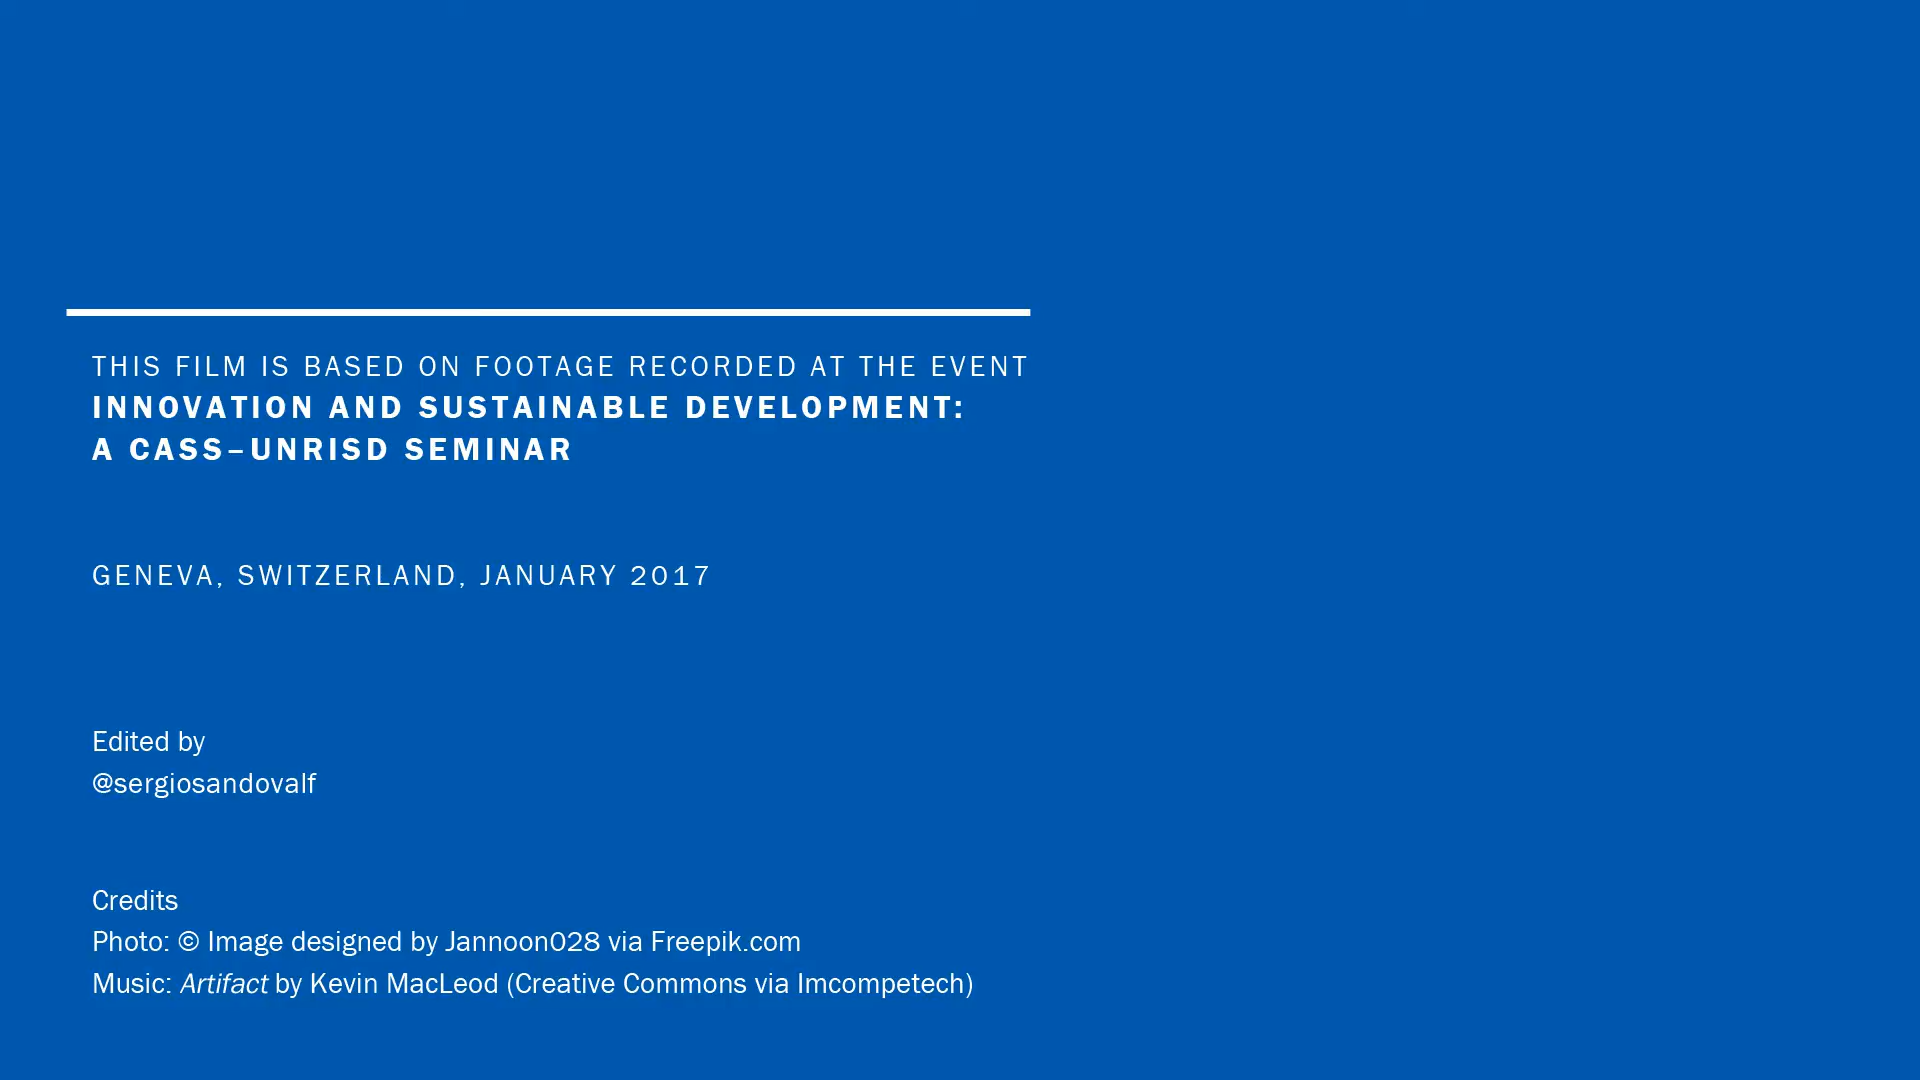 THIS FILM IS BASED ON FOOTAGE RECORDED AT THE EVENT
INNOVATION AND SUSTAINABLE DEVELOPMENT:
A CASS–UNRISD SEMINAR
GENEVA, SWITZERLAND, JANUARY 2017
Edited by
@sergiosandovalf
Credits
Photo: © Image designed by Jannoon028 via Freepik.com
Music: Artifact by Kevin MacLeod (Creative Commons via Imcompetech)